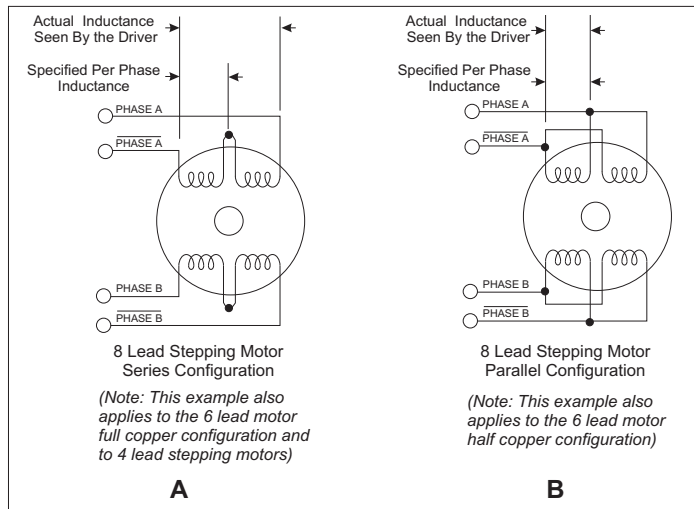 Actual Inductance
Seen By the Driver
Specified Per Phase
Inductance
PHASE A
PHASE A
PHASE B
PHASE B
8 Lead Stepping Motor
Series Configuration
(Note: This example also
applies to the 6 lead motor
full copper configuration and
to 4 lead stepping motors)
A
Actual Inductance
Seen By the Driver
Specified Per Phase
Inductance
PHASE A
PHASE A
PHASE B
PHASE B
8 Lead Stepping Motor
Parallel Configuration
(Note: This example also
applies to the 6 lead motor
half copper configuration)
B